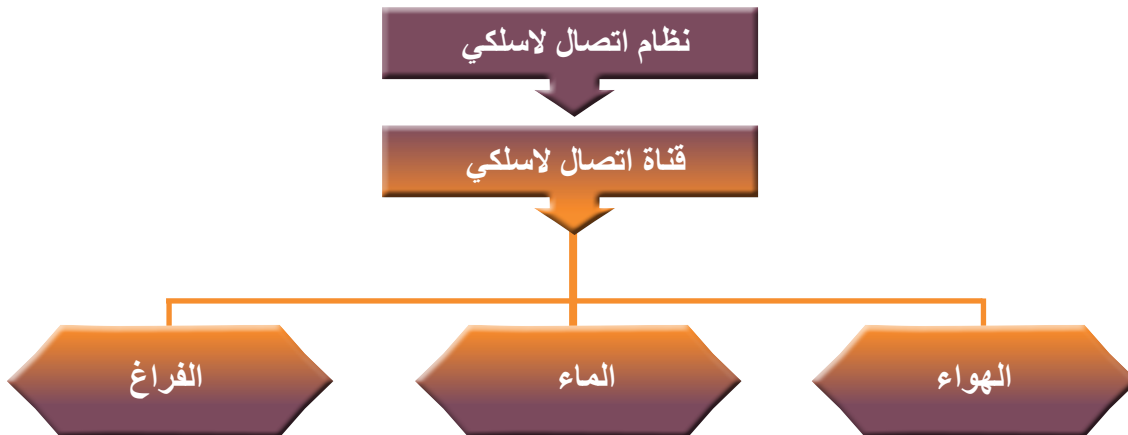 نظام اتصال لاسلكي
قناة اتصال لاسلكي
الهواء
الماء
الفراغ